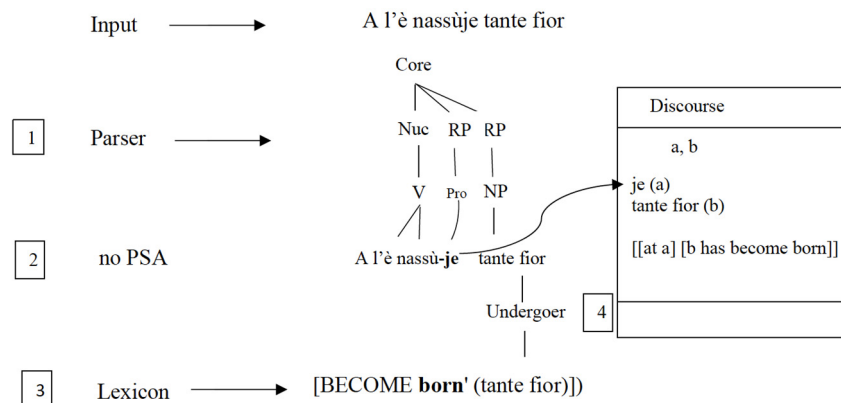 Input A l’è nassùje tante fior
Core
Discourse
1 Parser Nuc RP RP
a, b
V Pro NP
je (a)
tante fior (b)
2 no PSA A l’è nassù-je tante fior
[[at a] [b has become born]]
Undergoer 4
3 Lexicon [BECOME born' (tante fior)])